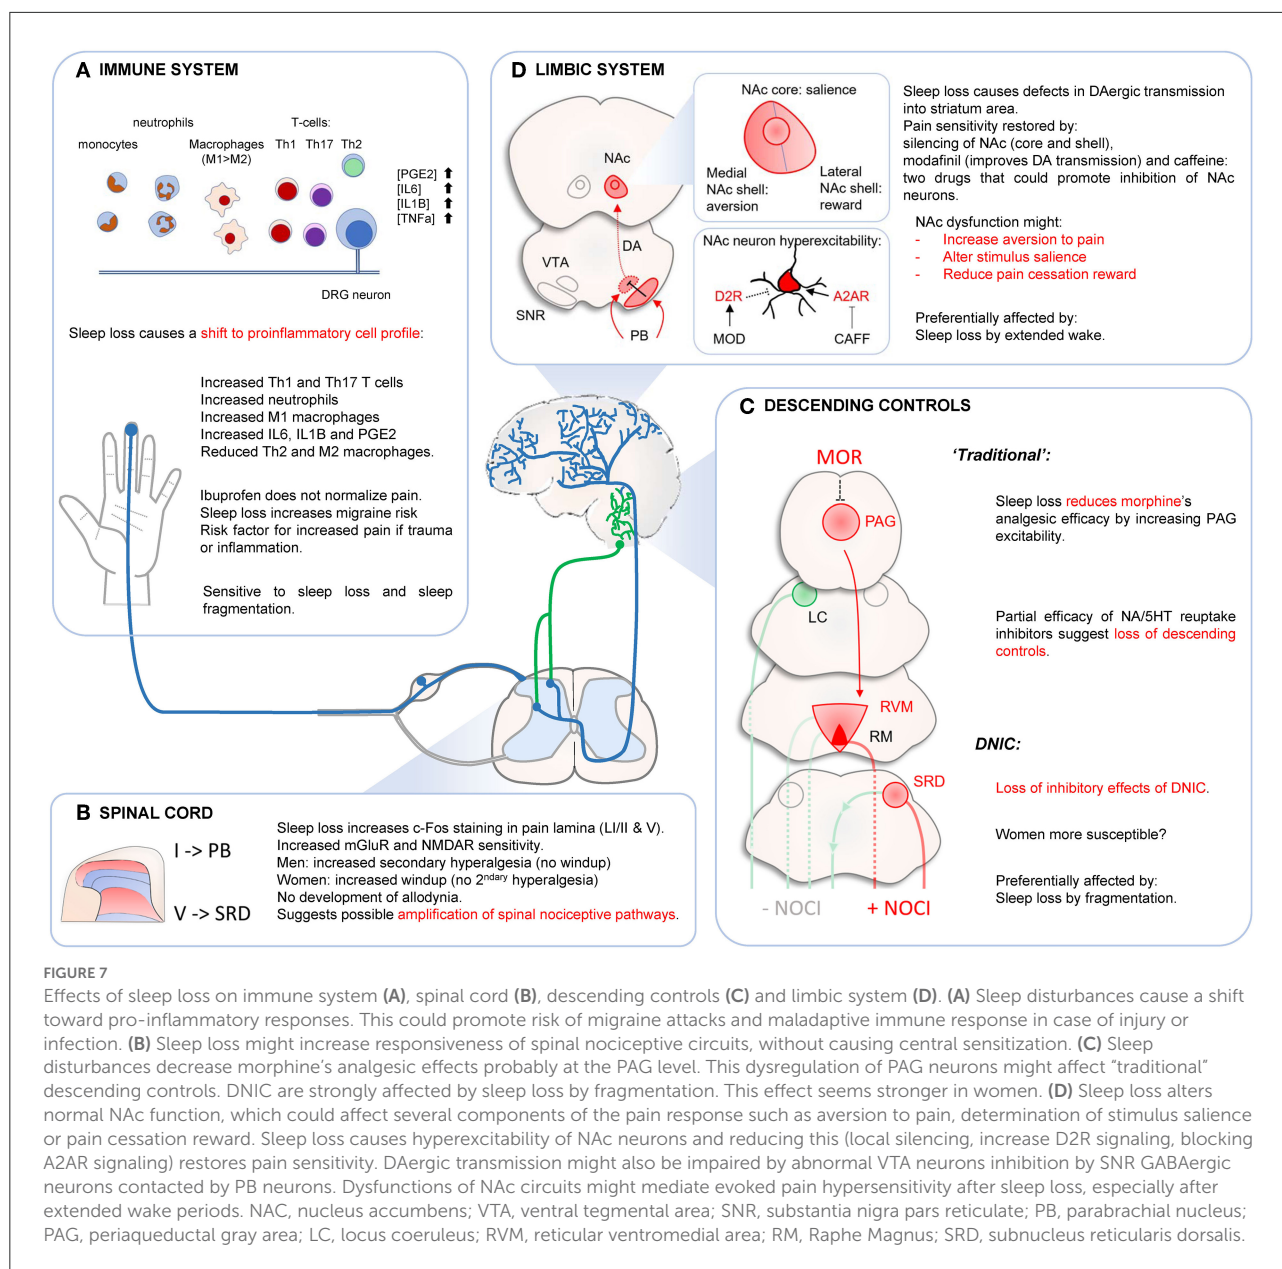 A IMMUNE SYSTEM
neutrophils
T-cells:
monocytes
Macrophages
(M1>M2)
Th1 Th17 Th2
[PGE2]
[IL6]
[IL1B]
[TNFa]
DRG neuron
Sleep loss causes a shift to proinflammatory cell profile:
Increased Th1 and Th17 T cells
Increased neutrophils
Increased M1 macrophages
Increased IL6, IL1B and PGE2
Reduced Th2 and M2 macrophages.
Ibuprofen does not normalize pain.
Sleep loss increases migraine risk
Risk factor for increased pain if trauma
or inflammation.
Sensitive to sleep loss and sleep
fragmentation.
D LIMBIC SYSTEM
NAc
DA
VTA
SNR
PB
NAc core: salience
Medial
NAc shell:
aversion
Lateral
NAc shell:
reward
NAc neuron hyperexcitability:
D2R
A2AR
MOD
CAFF
Sleep loss causes defects in DAergic transmission
into striatum area.
Pain sensitivity restored by:
silencing of NAc (core and shell),
modafinil (improves DA transmission) and caffeine:
two drugs that could promote inhibition of NAc
neurons.
NAc dysfunction might:
- Increase aversion to pain
- Alter stimulus salience
- Reduce pain cessation reward
Preferentially affected by:
Sleep loss by extended wake.
C DESCENDING CONTROLS
MOR
PAG
LC
RVM
RM
SRD
- NOCI
+ NOCI
‘Traditional’:
Sleep loss reduces morphine’s
analgesic efficacy by increasing PAG
excitability.
Partial efficacy of NA/5HT reuptake
inhibitors suggest loss of descending
controls.
DNIC:
Loss of inhibitory effects of DNIC.
Women more susceptible?
Preferentially affected by:
Sleep loss by fragmentation.
B SPINAL CORD
I -> PB
V -> SRD
Sleep loss increases c-Fos staining in pain lamina (LI/II & V).
Increased mGluR and NMDAR sensitivity.
Men: increased secondary hyperalgesia (no windup)
Women: increased windup (no 2ndary hyperalgesia)
No development of allodynia.
Suggests possible amplification of spinal nociceptive pathways.
FIGURE 7
Effects of sleep loss on immune system (A), spinal cord (B), descending controls (C) and limbic system (D). (A) Sleep disturbances cause a shift
toward pro-inflammatory responses. This could promote risk of migraine attacks and maladaptive immune response in case of injury or
infection. (B) Sleep loss might increase responsiveness of spinal nociceptive circuits, without causing central sensitization. (C) Sleep
disturbances decrease morphine’s analgesic effects probably at the PAG level. This dysregulation of PAG neurons might affect “traditional”
descending controls. DNIC are strongly affected by sleep loss by fragmentation. This effect seems stronger in women. (D) Sleep loss alters
normal NAc function, which could affect several components of the pain response such as aversion to pain, determination of stimulus salience
or pain cessation reward. Sleep loss causes hyperexcitability of NAc neurons and reducing this (local silencing, increase D2R signaling, blocking
A2AR signaling) restores pain sensitivity. DAergic transmission might also be impaired by abnormal VTA neurons inhibition by SNR GABAergic
neurons contacted by PB neurons. Dysfunctions of NAc circuits might mediate evoked pain hypersensitivity after sleep loss, especially after
extended wake periods. NAC, nucleus accumbens; VTA, ventral tegmental area; SNR, substantia nigra pars reticulate; PB, parabrachial nucleus;
PAG, periaqueductal gray area; LC, locus coeruleus; RVM, reticular ventromedial area; RM, Raphe Magnus; SRD, subnucleus reticularis dorsalis.